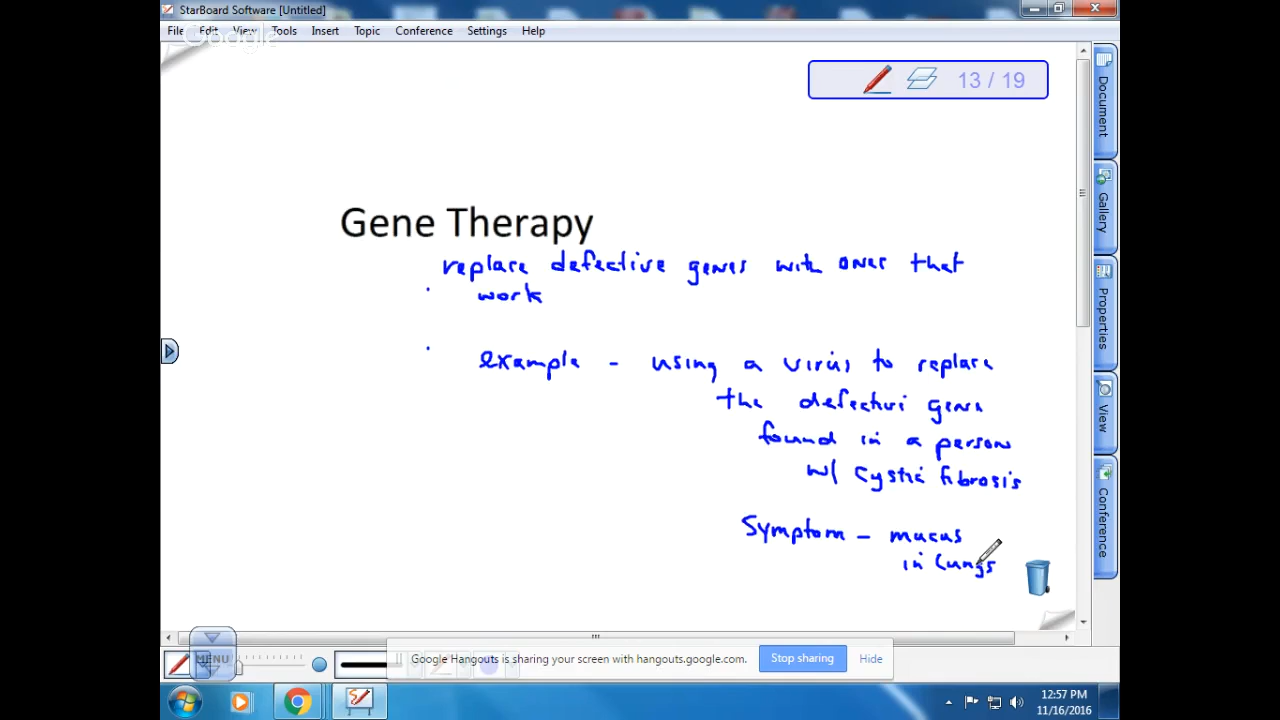 StarBoard Software [Untitled]
File Edit View Tools Insert Topic Conference Settings Help
Google
13 / 19
Document
Gallery
Properties
View
Conference
Gene Therapy
replace defective genes with ones that
work
example - using a virus to replace
the defective gene
found in a person
w/ Cystic fibrosis
Symptom - mucus
in Lungs
MENU
Google Hangouts is sharing your screen with hangouts.google.com.
Stop sharing
Hide
12:57 PM
11/16/2016